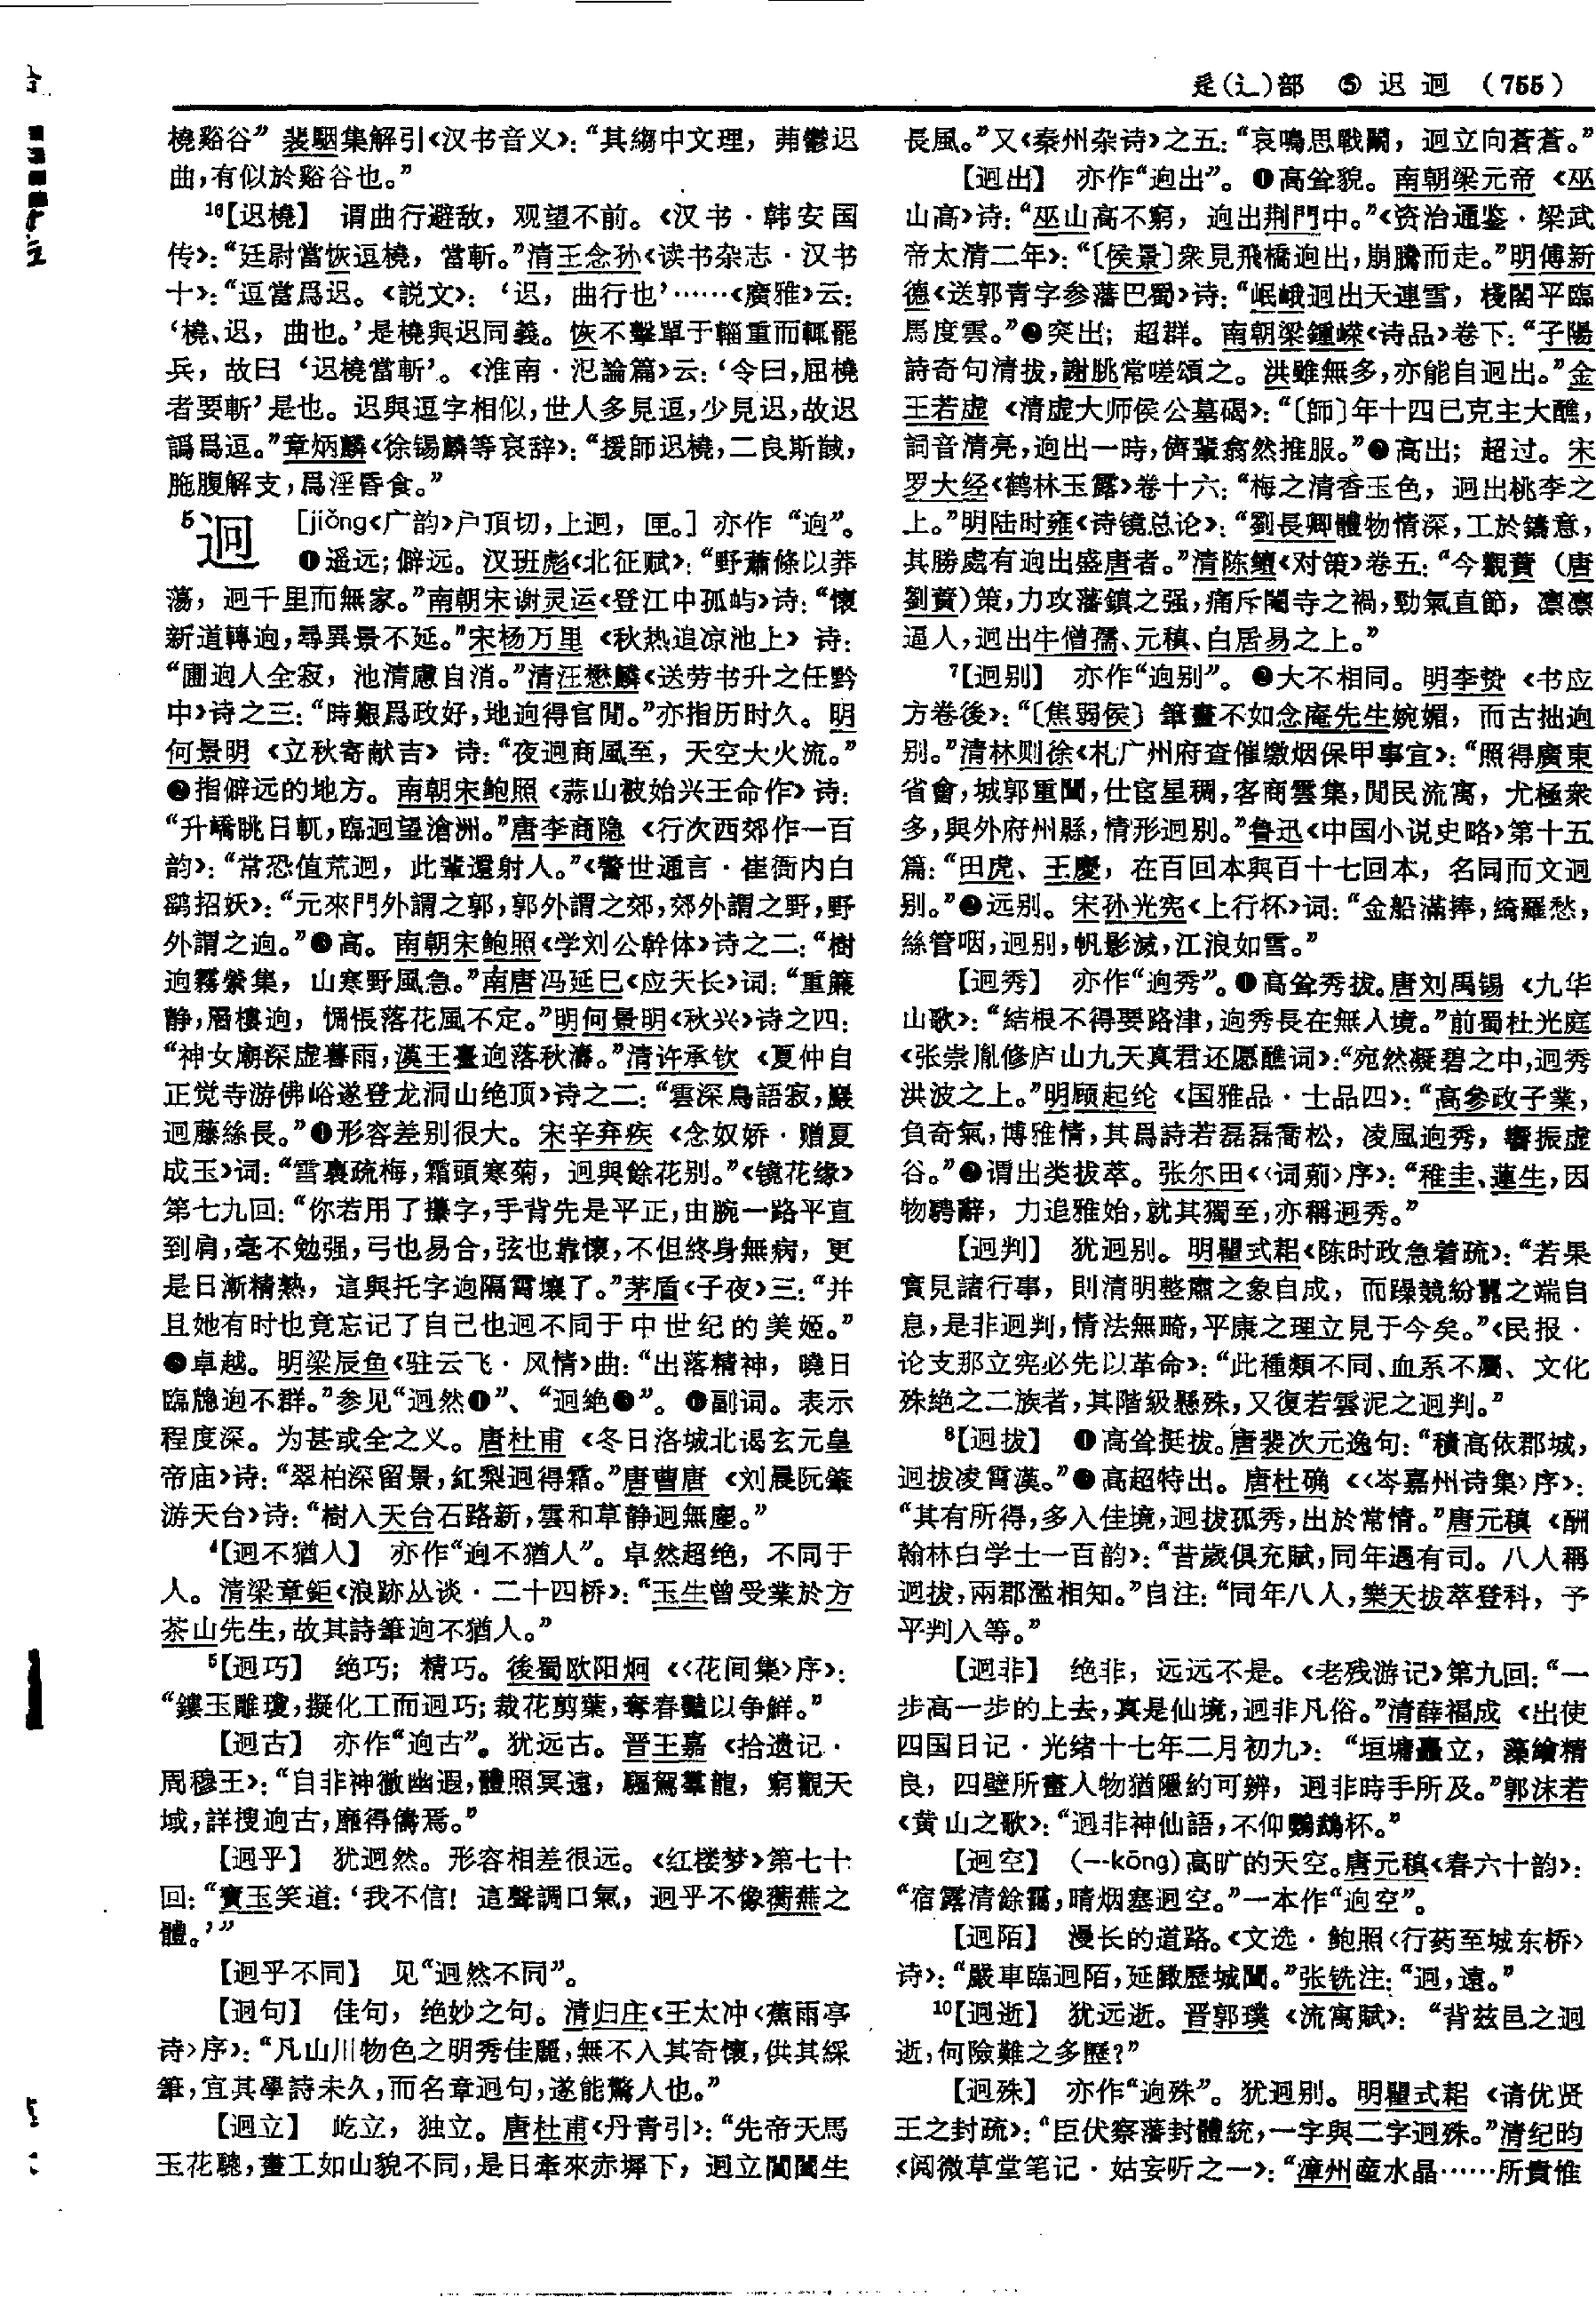 辵(辶)部 ⑤ 迟 迥 (755)
橈谿谷” 裴駰集解引《汉书音义》:“其縐中文理，茀鬱迟
曲，有似於谿谷也。”
16【迟橈】 谓曲行避敌，观望不前。《汉书·韩安国
传》:“廷尉當恢逗橈，當斬。”清王念孙《读书杂志·汉书
十》:“逗當爲迟。《説文》: ‘迟，曲行也’……《廣雅》云:
‘橈、迟，曲也。’是橈與迟同義。恢不擊單于輜重而輒罷
兵，故曰‘迟橈當斬’。《淮南·氾論篇》云:‘令曰，屈橈
者要斬’是也。迟與逗字相似，世人多見逗，少見迟，故迟
譌爲逗。”章炳麟《徐锡麟等哀辞》:“援師迟橈，二良斯馘，
胣腹解支，爲淫昏食。”
5迥 [jiǒng《广韵》户頂切，上迥，匣。] 亦作“逈”。
❶遥远；僻远。汉班彪《北征赋》:“野蕭條以莽
蕩，迥千里而無家。”南朝宋谢灵运《登江中孤屿》诗:“懷
新道轉逈，尋異景不延。”宋杨万里《秋热追凉池上》诗:
“圃逈人全寂，池清慮自消。”清汪懋麟《送劳书升之任黔
中》诗之三:“時艱爲政好，地逈得官閒。”亦指历时久。明
何景明《立秋寄献吉》诗:“夜迥商風至，天空大火流。”
❷指僻远的地方。南朝宋鲍照《蒜山被始兴王命作》诗:
“升嶠眺日軏，臨迥望滄洲。”唐李商隐《行次西郊作一百
韵》:“常恐值荒迥，此輩還射人。”《警世通言·崔衙内白
鹞招妖》:“元來門外謂之郭，郭外謂之郊，郊外謂之野，野
外謂之逈。”❸高。南朝宋鲍照《学刘公幹体》诗之二:“樹
逈霧縈集，山寒野風急。”南唐冯延巳《应天长》词:“重簾
静，層樓逈，惆悵落花風不定。”明何景明《秋兴》诗之四:
“神女廟深虚暮雨，漢王臺逈落秋濤。”清许承钦《夏仲自
正觉寺游佛峪遂登龙洞山绝顶》诗之二:“雲深鳥語寂，巖
迥藤絲長。”❹形容差别很大。宋辛弃疾《念奴娇·赠夏
成玉》词:“雪裏疏梅，霜頭寒菊，迥與餘花别。”《镜花缘》
第七九回:“你若用了攥字，手背先是平正，由腕一路平直
到肩，毫不勉强，弓也易合，弦也靠懷，不但終身無病，更
是日漸精熟，這與托字逈隔霄壤了。”茅盾《子夜》三:“并
且她有时也竟忘记了自己也迥不同于中世纪的美姬。”
❺卓越。明梁辰鱼《驻云飞·风情》曲:“出落精神，曉日
臨牕逈不群。”参见“迥然❶”、“迥絶❸”。❻副词。表示
程度深。为甚或全之义。唐杜甫《冬日洛城北谒玄元皇
帝庙》诗:“翠柏深留景，紅梨迥得霜。”唐曹唐《刘晨阮肇
游天台》诗:“樹入天台石路新，雲和草静迥無塵。”
4【迥不猶人】 亦作“逈不猶人”。卓然超绝，不同于
人。清梁章鉅《浪跡丛谈·二十四桥》:“玉生曾受業於方
茶山先生，故其詩筆逈不猶人。”
5【迥巧】 绝巧；精巧。後蜀欧阳炯《〈花间集〉序》:
“鏤玉雕瓊，擬化工而迥巧；裁花剪葉，奪春豔以争鮮。”
【迥古】 亦作“逈古”。犹远古。晋王嘉《拾遗记·
周穆王》:“自非神徹幽遐，體照冥遠，驅駕羣龍，窮觀天
域，詳搜逈古，靡得儔焉。”
【迥乎】 犹迥然。形容相差很远。《红楼梦》第七十
回:“寶玉笑道:‘我不信！這聲調口氣，迥乎不像蘅蕪之
體。’”
【迥乎不同】 见“迥然不同”。
【迥句】 佳句，绝妙之句。清归庄《王太冲〈蕉雨亭
诗〉序》:“凡山川物色之明秀佳麗，無不入其寄懷，供其綵
筆，宜其學詩未久，而名章迥句，遂能驚人也。”
【迥立】 屹立，独立。唐杜甫《丹青引》:“先帝天馬
玉花驄，畫工如山貌不同，是日牽來赤墀下，迥立閶闔生
長風。”又《秦州杂诗》之五:“哀鳴思戰鬭，迥立向蒼蒼。”
【迥出】 亦作“逈出”。❶高耸貌。南朝梁元帝《巫
山高》诗:“巫山高不窮，逈出荆門中。”《资治通鉴·梁武
帝太清二年》:“〔侯景〕衆見飛橋逈出，崩騰而走。”明傅新
德《送郭青字参藩巴蜀》诗:“岷峨迥出天連雪，棧閣平臨
馬度雲。”❷突出；超群。南朝梁鍾嵘《诗品》卷下:“子陽
詩奇句清拔，謝朓常嗟頌之。洪雖無多，亦能自迥出。”金
王若虚《清虚大师侯公墓碣》:“〔師〕年十四已克主大醮，
詞音清亮，逈出一時，儕輩翕然推服。”❸高出；超过。宋
罗大经《鹤林玉露》卷十六:“梅之清香玉色，迥出桃李之
上。”明陆时雍《诗镜总论》:“劉長卿體物情深，工於鑄意，
其勝處有逈出盛唐者。”清陈鳣《对策》卷五:“今觀蕡(唐
劉蕡)策，力攻藩鎮之强，痛斥閹寺之禍，勁氣直節，凛凛
逼人，迥出牛僧孺、元稹、白居易之上。”
7【迥别】 亦作“逈别”。❷大不相同。明李贽《书应
方卷後》:“〔焦弱侯〕筆畫不如念庵先生婉媚，而古拙逈
别。”清林则徐《札广州府查催缴烟保甲事宜》:“照得廣東
省會，城郭重闉，仕宦星稠，客商雲集，閒民流寓，尤極衆
多，與外府州縣，情形迥别。”鲁迅《中国小说史略》第十五
篇:“田虎、王慶，在百回本與百十七回本，名同而文迥
别。”❷远别。宋孙光宪《上行杯》词:“金船滿捧，綺羅愁，
絲管咽，迥别，帆影滅，江浪如雪。”
【迥秀】 亦作“逈秀”。❶高耸秀拔。唐刘禹锡《九华
山歌》:“結根不得要路津，逈秀長在無人境。”前蜀杜光庭
《张崇胤修庐山九天真君还愿醮词》:“宛然凝碧之中，迥秀
洪波之上。”明顾起纶《国雅品·士品四》:“高參政子業，
負奇氣，博雅情，其爲詩若磊磊喬松，凌風逈秀，響振虚
谷。”❷谓出类拔萃。张尔田《〈词莂〉序》:“稚圭、蓮生，因
物騁辭，力追雅始，就其獨至，亦稱迥秀。”
【迥判】 犹迥别。明瞿式耜《陈时政急着疏》:“若果
實見諸行事，則清明整肅之象自成，而躁競紛囂之端自
息，是非迥判，情法無畸，平康之理立見于今矣。”《民报·
论支那立宪必先以革命》:“此種類不同、血系不屬、文化
殊絶之二族者，其階級懸殊，又復若雲泥之迥判。”
8【迥拔】 ❶高耸挺拔。唐裴次元逸句:“積高依郡城，
迥拔凌霄漢。”❷高超特出。唐杜确《〈岑嘉州诗集〉序》:
“其有所得，多入佳境，迥拔孤秀，出於常情。”唐元稹《酬
翰林白学士一百韵》:“昔歲俱充賦，同年遇有司。八人稱
迥拔，兩郡濫相知。”自注:“同年八人，樂天拔萃登科，予
平判入等。”
【迥非】 绝非，远远不是。《老残游记》第九回:“一
步高一步的上去，真是仙境，迥非凡俗。”清薛福成《出使
四国日记·光绪十七年二月初九》: “垣墉矗立，藻繪精
良，四壁所畫人物猶隱約可辨，迥非時手所及。”郭沫若
《黄山之歌》:“迥非神仙語，不仰鸚鵡杯。”
【迥空】 (--kōng)高旷的天空。唐元稹《春六十韵》:
“宿露清餘靄，晴烟塞迥空。”一本作“逈空”。
【迥陌】 漫长的道路。《文选·鲍照〈行药至城东桥〉
诗》:“嚴車臨迥陌，延瞰歷城闉。”张铣注:“迥，遠。”
10【迥逝】 犹远逝。晋郭璞《流寓賦》: “背兹邑之迥
逝，何險難之多歷？”
【迥殊】 亦作“逈殊”。犹迥别。明瞿式耜《请优贤
王之封疏》:“臣伏察藩封體統，一字與二字迥殊。”清纪昀
《阅微草堂笔记·姑妄听之一》:“漳州產水晶……所貴惟